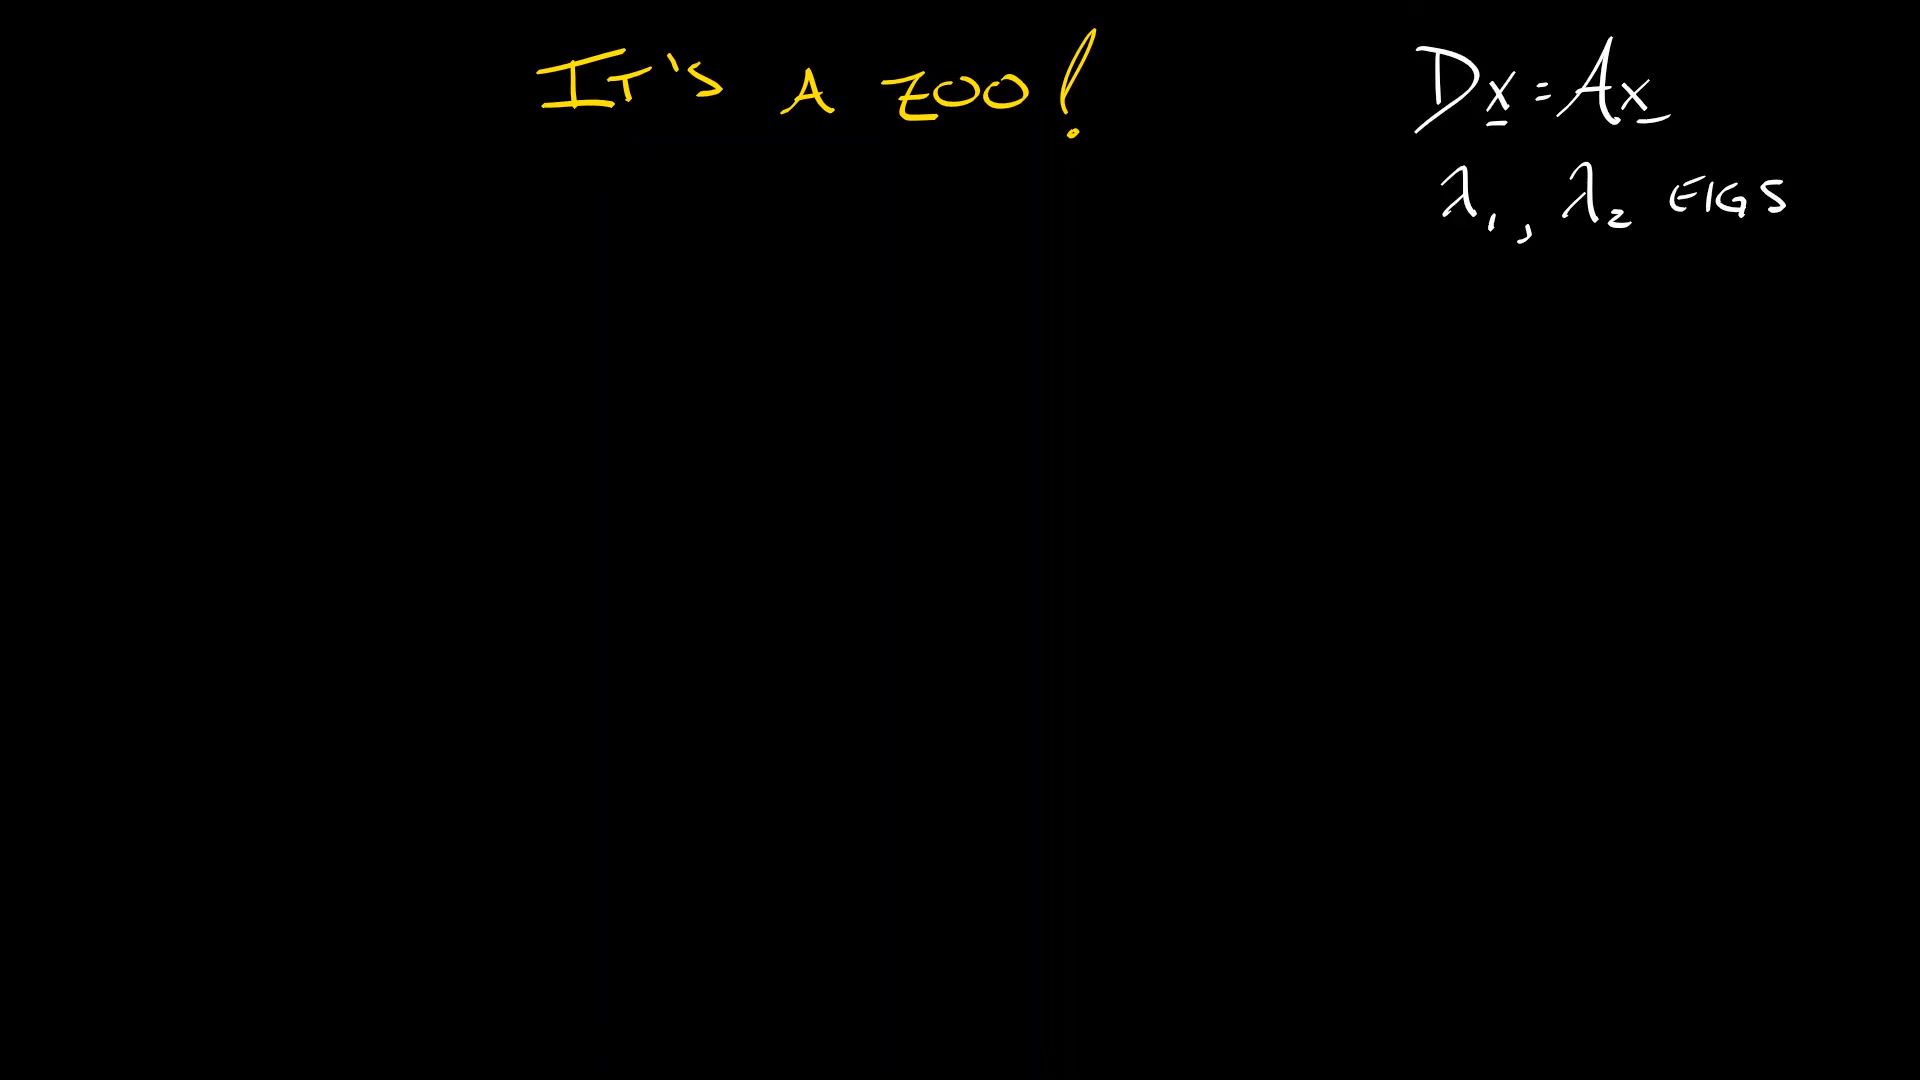 IT'S A ZOO!
Dx = Ax
λ₁, λ₂ EIGS